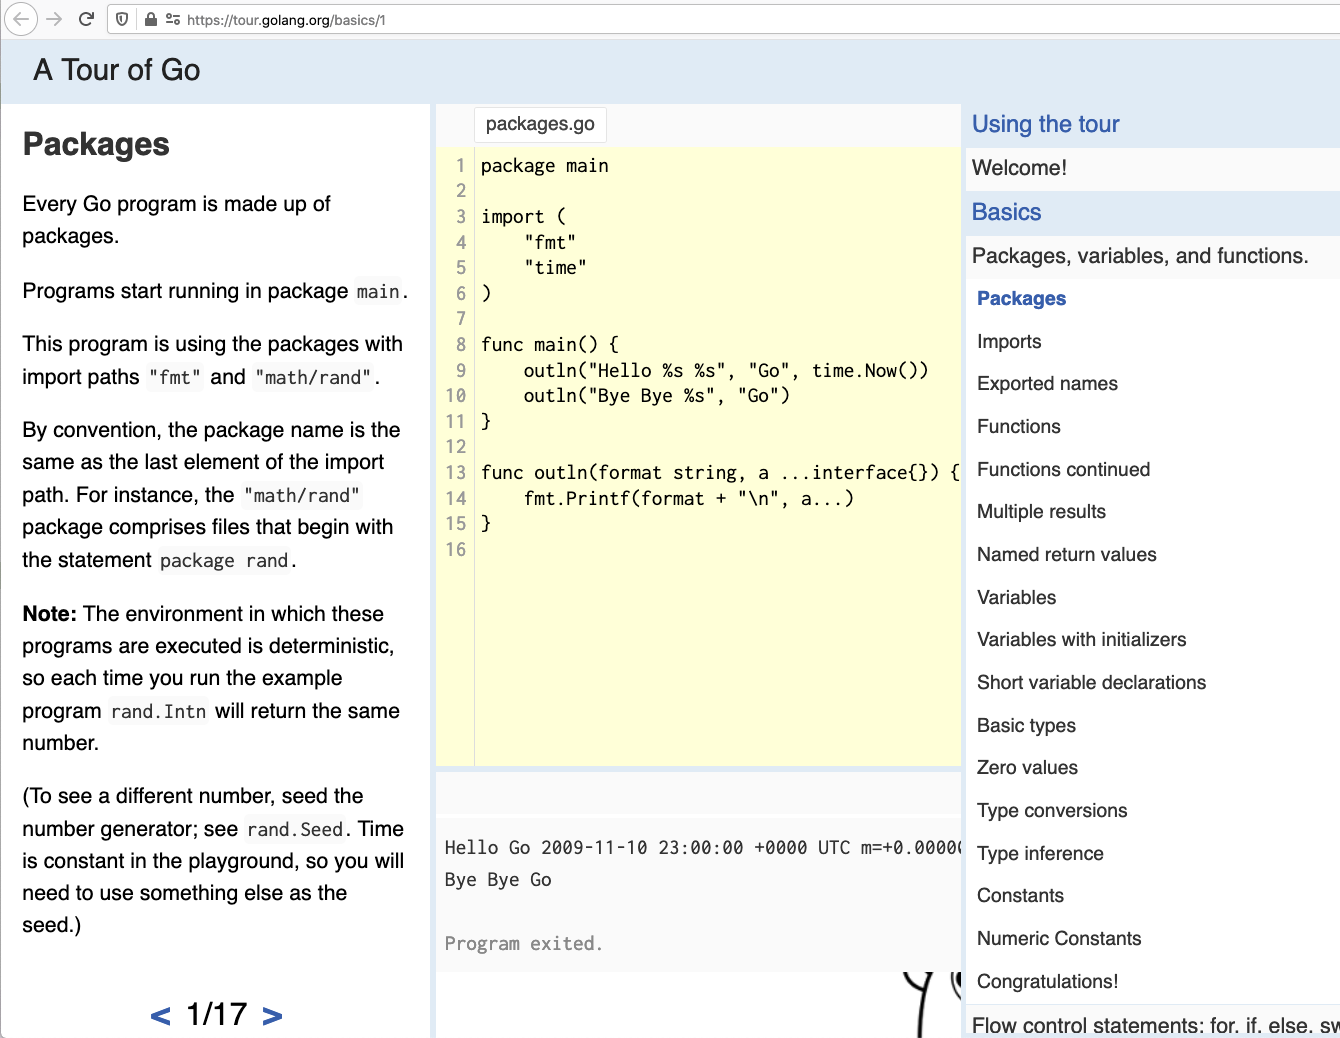 https://tour.golang.org/basics/1
A Tour of Go
Packages
Every Go program is made up of
packages.
Programs start running in package main.
This program is using the packages with
import paths "fmt" and "math/rand".
By convention, the package name is the
same as the last element of the import
path. For instance, the "math/rand"
package comprises files that begin with
the statement package rand.
Note: The environment in which these
programs are executed is deterministic,
so each time you run the example
program rand.Intn will return the same
number.
(To see a different number, seed the
number generator; see rand.Seed. Time
is constant in the playground, so you will
need to use something else as the
seed.)
< 1/17 >
packages.go
1 package main
2
3 import (
4     "fmt"
5     "time"
6 )
7
8 func main() {
9     outln("Hello %s %s", "Go", time.Now())
10     outln("Bye Bye %s", "Go")
11 }
12
13 func outln(format string, a ...interface{}) {
14     fmt.Printf(format + "\n", a...)
15 }
16
Hello Go 2009-11-10 23:00:00 +0000 UTC m=+0.0000
Bye Bye Go
Program exited.
Using the tour
Welcome!
Basics
Packages, variables, and functions.
Packages
Imports
Exported names
Functions
Functions continued
Multiple results
Named return values
Variables
Variables with initializers
Short variable declarations
Basic types
Zero values
Type conversions
Type inference
Constants
Numeric Constants
Congratulations!
Flow control statements: for, if, else, sw